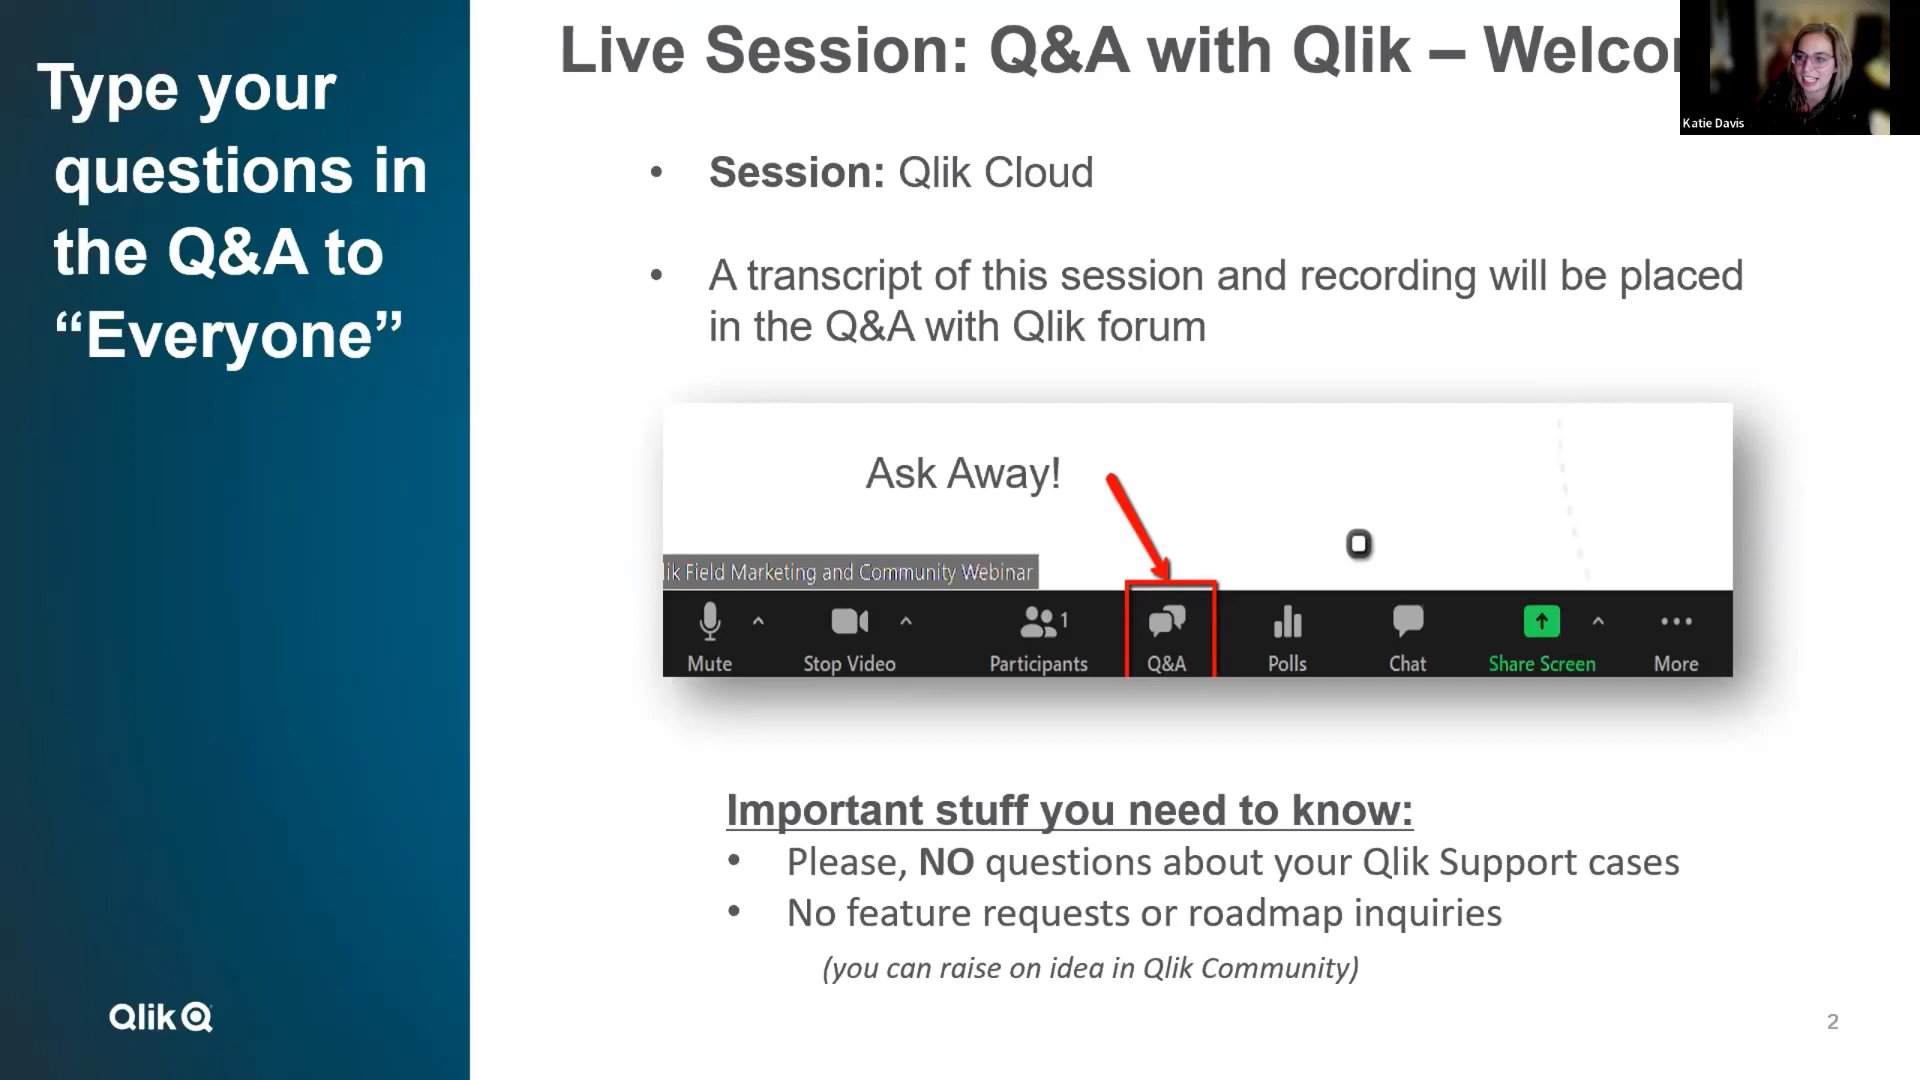 Type your
questions in
the Q&A to
“Everyone”
Live Session: Q&A with Qlik – Welco
Katie Davis
• Session: Qlik Cloud
• A transcript of this session and recording will be placed
in the Q&A with Qlik forum
Ask Away!
ik Field Marketing and Community Webinar
1
Mute Stop Video Participants Q&A Polls Chat Share Screen More
Important stuff you need to know:
• Please, NO questions about your Qlik Support cases
• No feature requests or roadmap inquiries
(you can raise on idea in Qlik Community)
Qlik
2